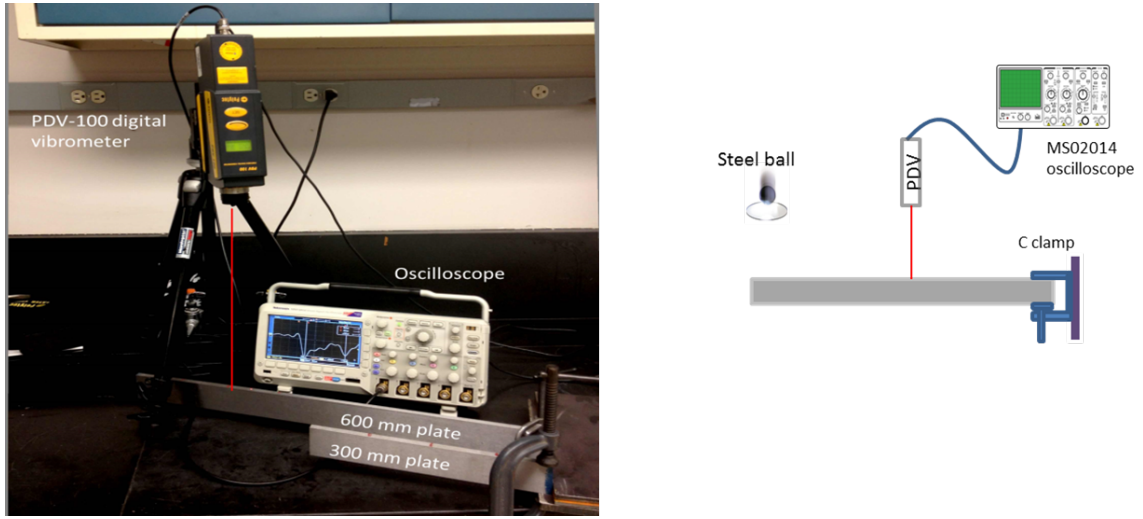 PDV-100 digital
vibrometer
Oscilloscope
600 mm plate
300 mm plate
Steel ball
PDV
MS02014
oscilloscope
C clamp